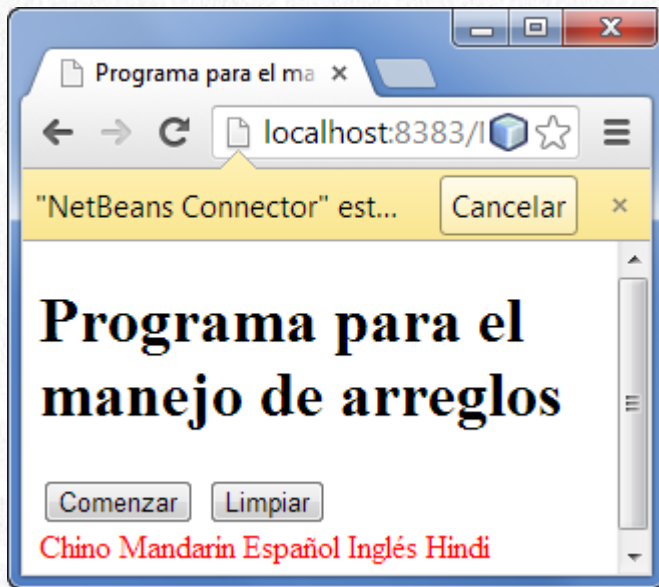 Programa para el ma
localhost:8383/
"NetBeans Connector" est...
Cancelar
Programa para el
manejo de arreglos
Comenzar
Limpiar
Chino Mandarin Español Inglés Hindi